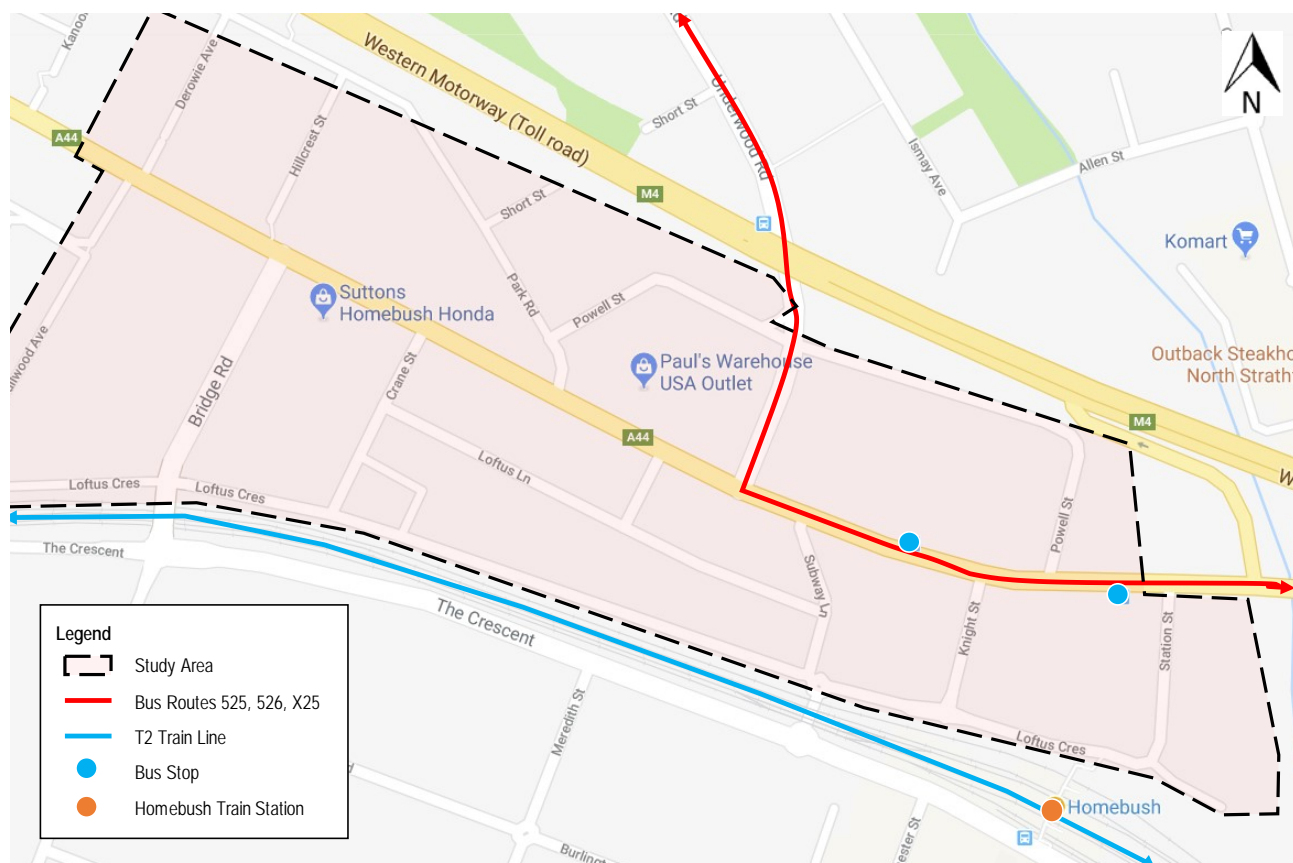 Kanoo
Derowie Ave
Western Motorway (Toll road)
Underwood Rd
Short St
Ismay Ave
Allen St
N
A44
Hillcrest St
M4
Short St
Komart
Suttons
Homebush Honda
Park Rd
Powell St
Paul's Warehouse
USA Outlet
Outback Steakho
North Strathf
Bridge Rd
Crane St
A44
M4
Loftus Ln
Loftus Cres
Loftus Cres
Powell St
The Crescent
Subway Ln
Knight St
Station St
The Crescent
Meredith St
Loftus Cres
Homebush
Burling
Legend
Study Area
Bus Routes 525, 526, X25
T2 Train Line
Bus Stop
Homebush Train Station